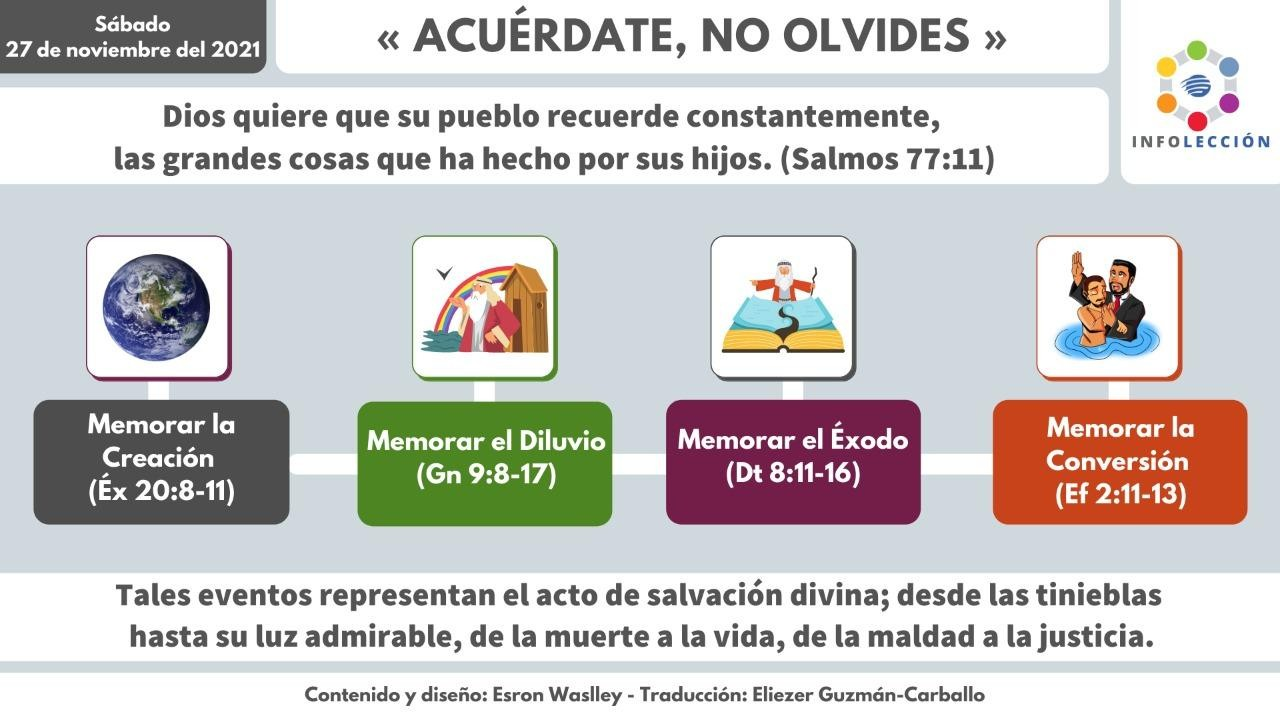 Sábado
27 de noviembre del 2021
« ACUÉRDATE, NO OLVIDES »
INFOLECCIÓN
Dios quiere que su pueblo recuerde constantemente,
las grandes cosas que ha hecho por sus hijos. (Salmos 77:11)
Memorar la
Creación
(Éx 20:8-11)
Memorar el Diluvio
(Gn 9:8-17)
Memorar el Éxodo
(Dt 8:11-16)
Memorar la
Conversión
(Ef 2:11-13)
Tales eventos representan el acto de salvación divina; desde las tinieblas
hasta su luz admirable, de la muerte a la vida, de la maldad a la justicia.
Contenido y diseño: Esron Waslley - Traducción: Eliezer Guzmán-Carballo